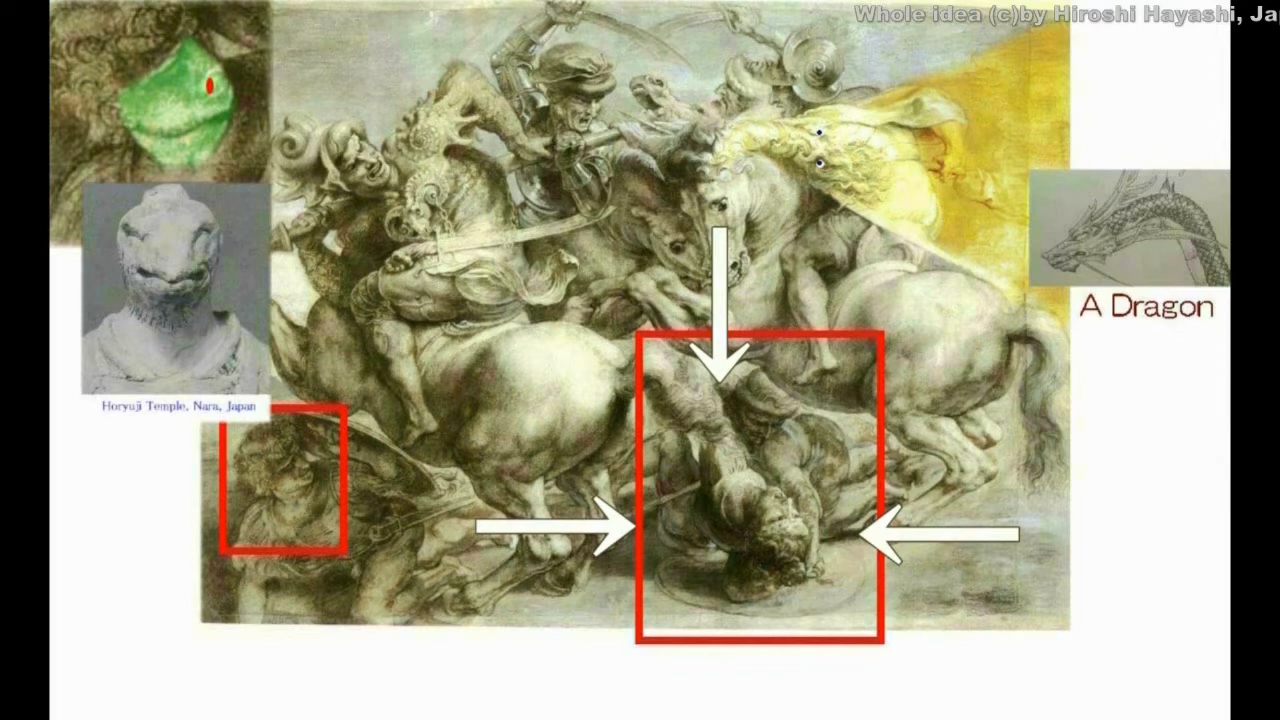 Whole idea (c)by Hiroshi Hayashi, Ja
A Dragon
Horyuji Temple, Nara, Japan